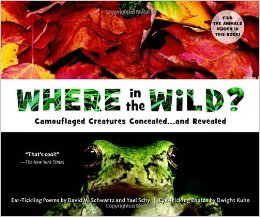 FIND
THE ANIMALS
HIDDEN IN
THIS BOOK!
WHERE in the WiLD?
Camouflaged Creatures Concealed...and Revealed
"That's cool!"
—The New York Times
Ear-Tickling Poems by David M. Schwartz and Yael Schy Eye-Tricking Photos by Dwight Kuhn